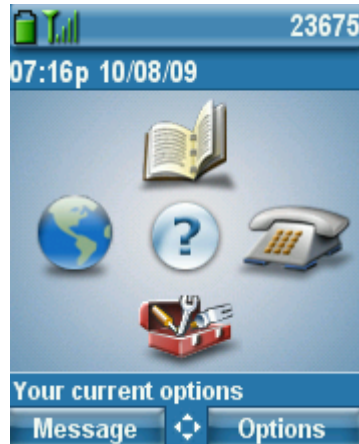 23675
07:16p 10/08/09
?
Your current options
Message Options